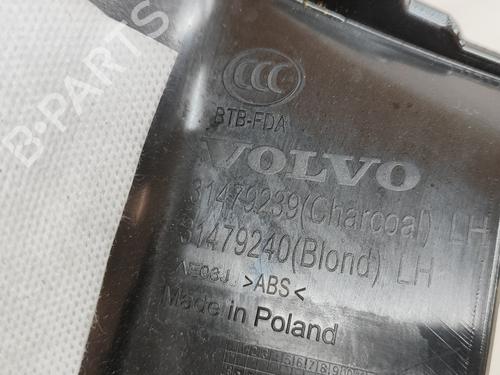 CCC
BTB-FDA
VOLVO
31479239(Charcoal) LH
31479240(Blond) LH
>ABS<
Made in Poland
B-PARTS